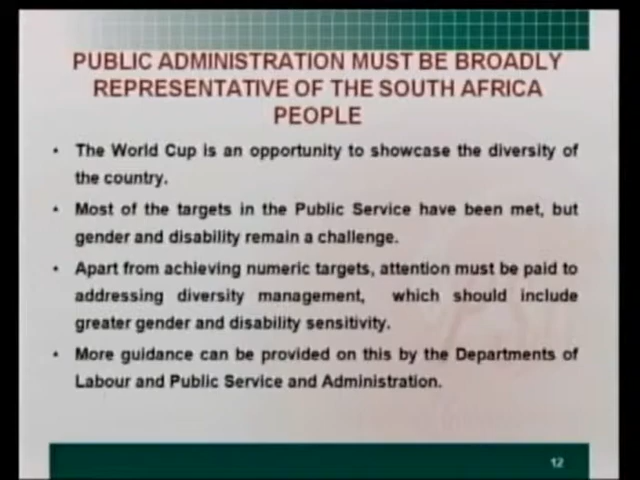 PUBLIC ADMINISTRATION MUST BE BROADLY
REPRESENTATIVE OF THE SOUTH AFRICA
PEOPLE
• The World Cup is an opportunity to showcase the diversity of
the country.
• Most of the targets in the Public Service have been met, but
gender and disability remain a challenge.
• Apart from achieving numeric targets, attention must be paid to
addressing diversity management, which should include
greater gender and disability sensitivity.
• More guidance can be provided on this by the Departments of
Labour and Public Service and Administration.
12